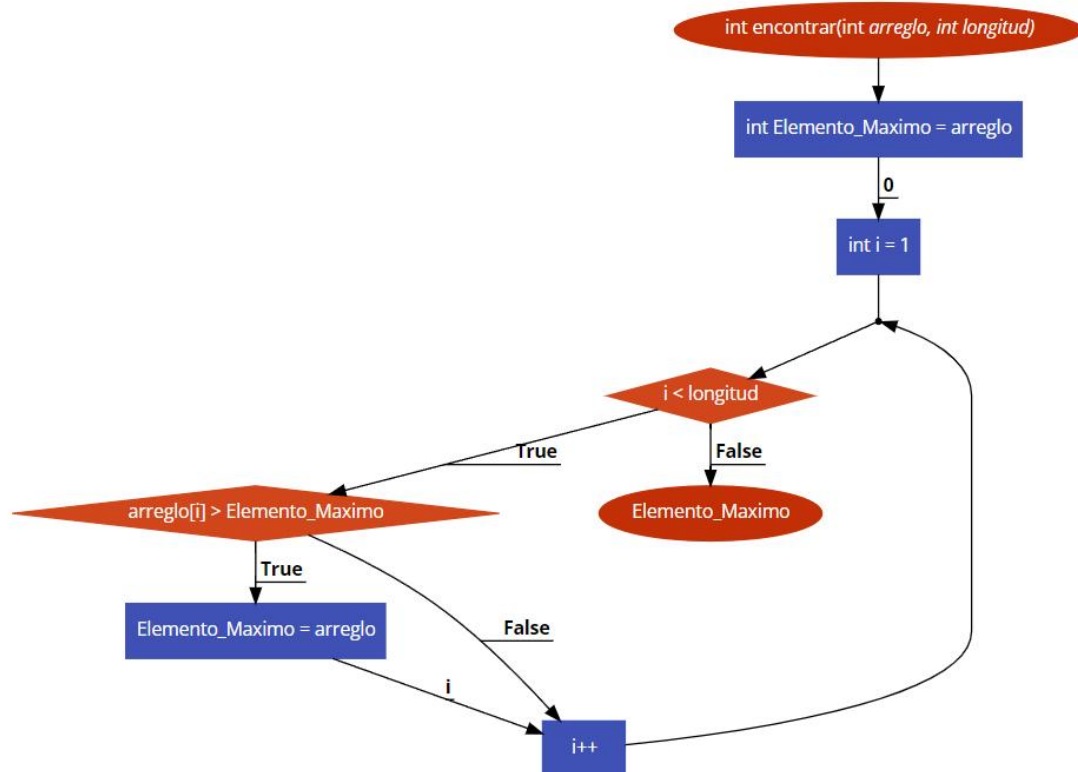 int encontrar(int arreglo, int longitud)
int Elemento_Maximo = arreglo
0
int i = 1
i < longitud
True
False
arreglo[i] > Elemento_Maximo
Elemento_Maximo
True
Elemento_Maximo = arreglo
False
i
i++